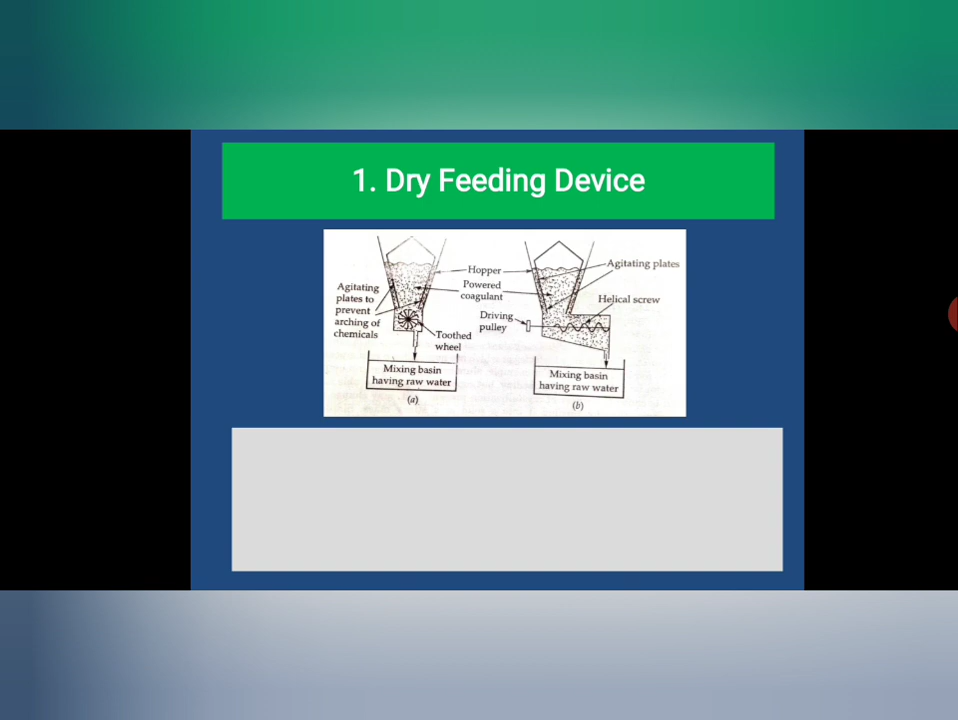 1. Dry Feeding Device
Agitating
plates to
prevent
arching of
chemicals
Hopper
Powered
coagulant
Toothed
wheel
Mixing basin
having raw water
(a)
Agitating plates
Helical screw
Driving
pulley
Mixing basin
having raw water
(b)